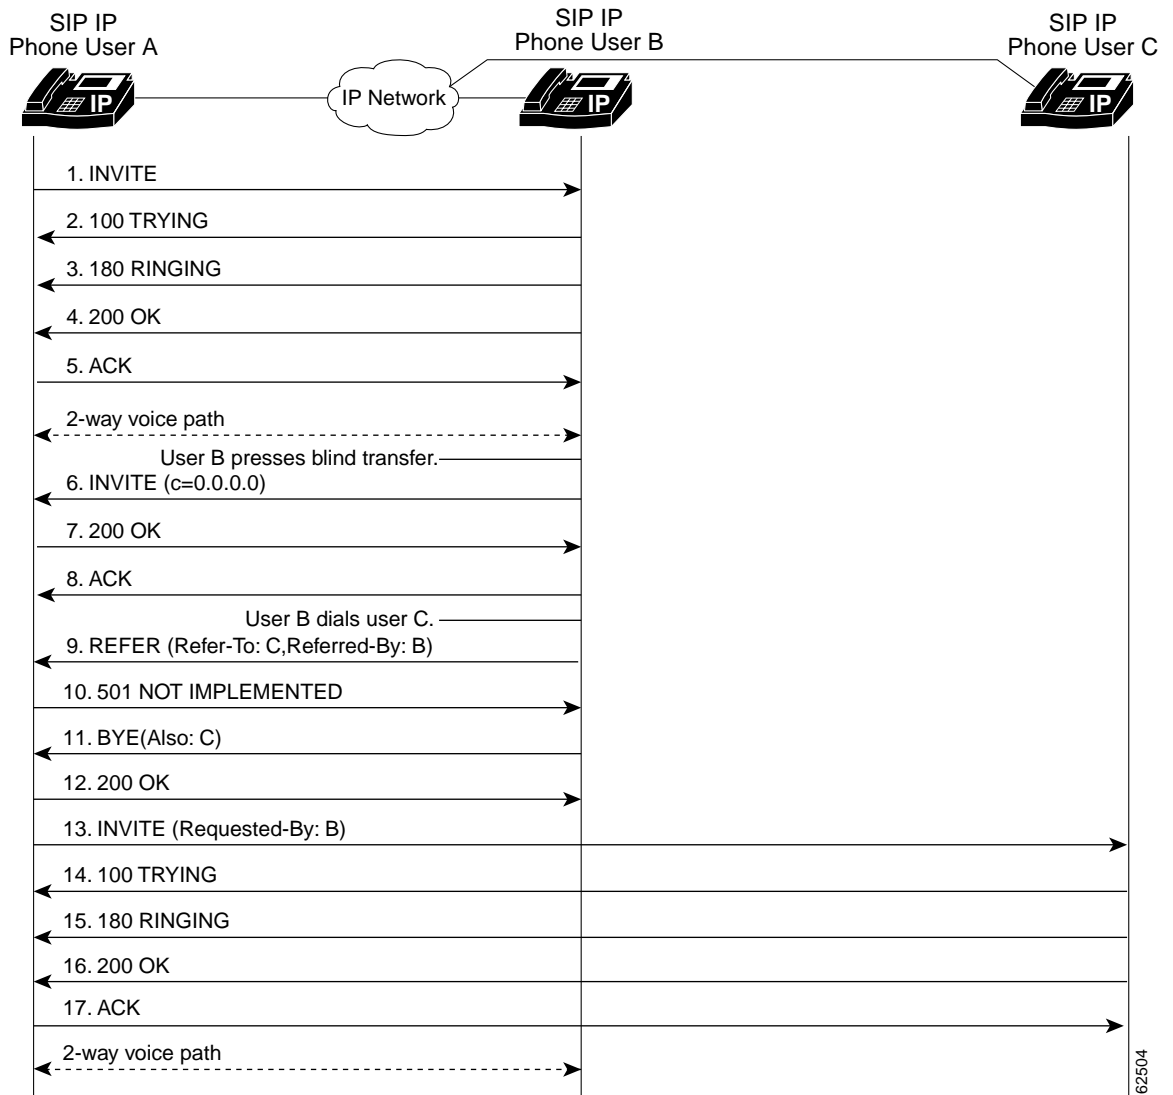 SIP IP
Phone User A
SIP IP
Phone User B
SIP IP
Phone User C
IP
IP Network
IP
IP
1. INVITE
2. 100 TRYING
3. 180 RINGING
4. 200 OK
5. ACK
2-way voice path
User B presses blind transfer.
6. INVITE (c=0.0.0.0)
7. 200 OK
8. ACK
User B dials user C.
9. REFER (Refer-To: C,Referred-By: B)
10. 501 NOT IMPLEMENTED
11. BYE(Also: C)
12. 200 OK
13. INVITE (Requested-By: B)
14. 100 TRYING
15. 180 RINGING
16. 200 OK
17. ACK
2-way voice path
62504